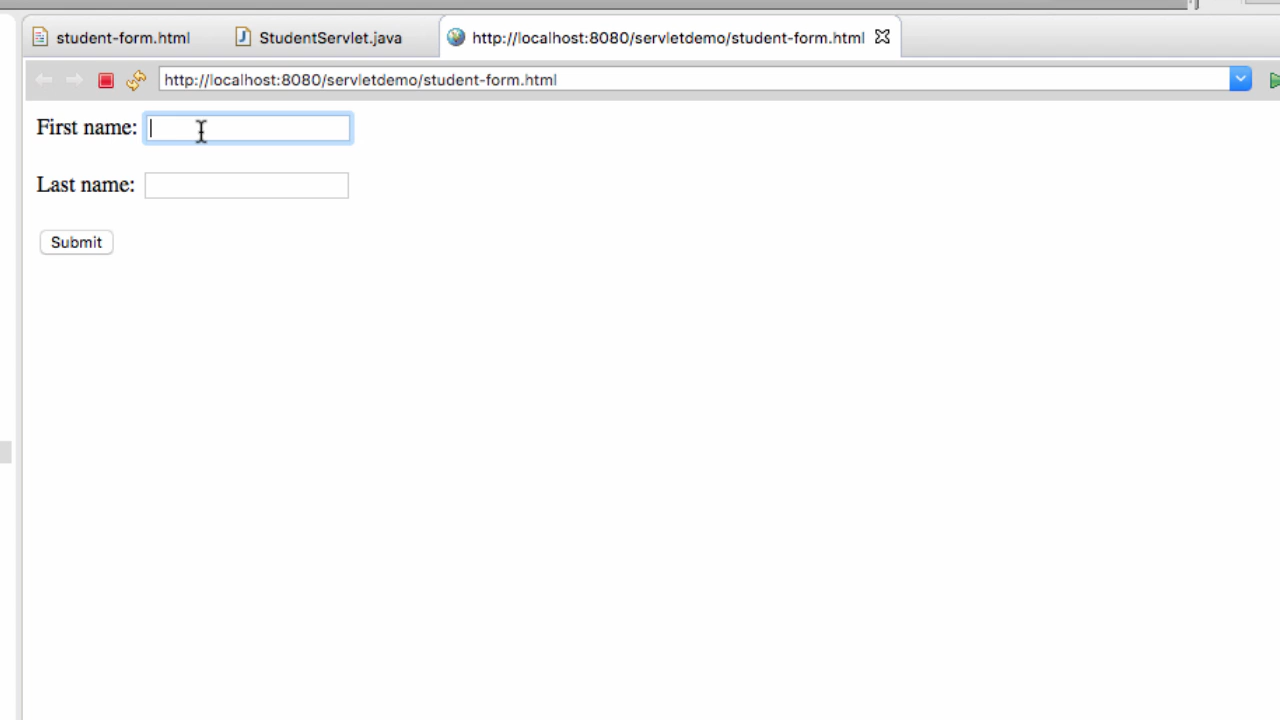 student-form.html StudentServlet.java http://localhost:8080/servletdemo/student-form.html
http://localhost:8080/servletdemo/student-form.html
First name:
Last name:
Submit